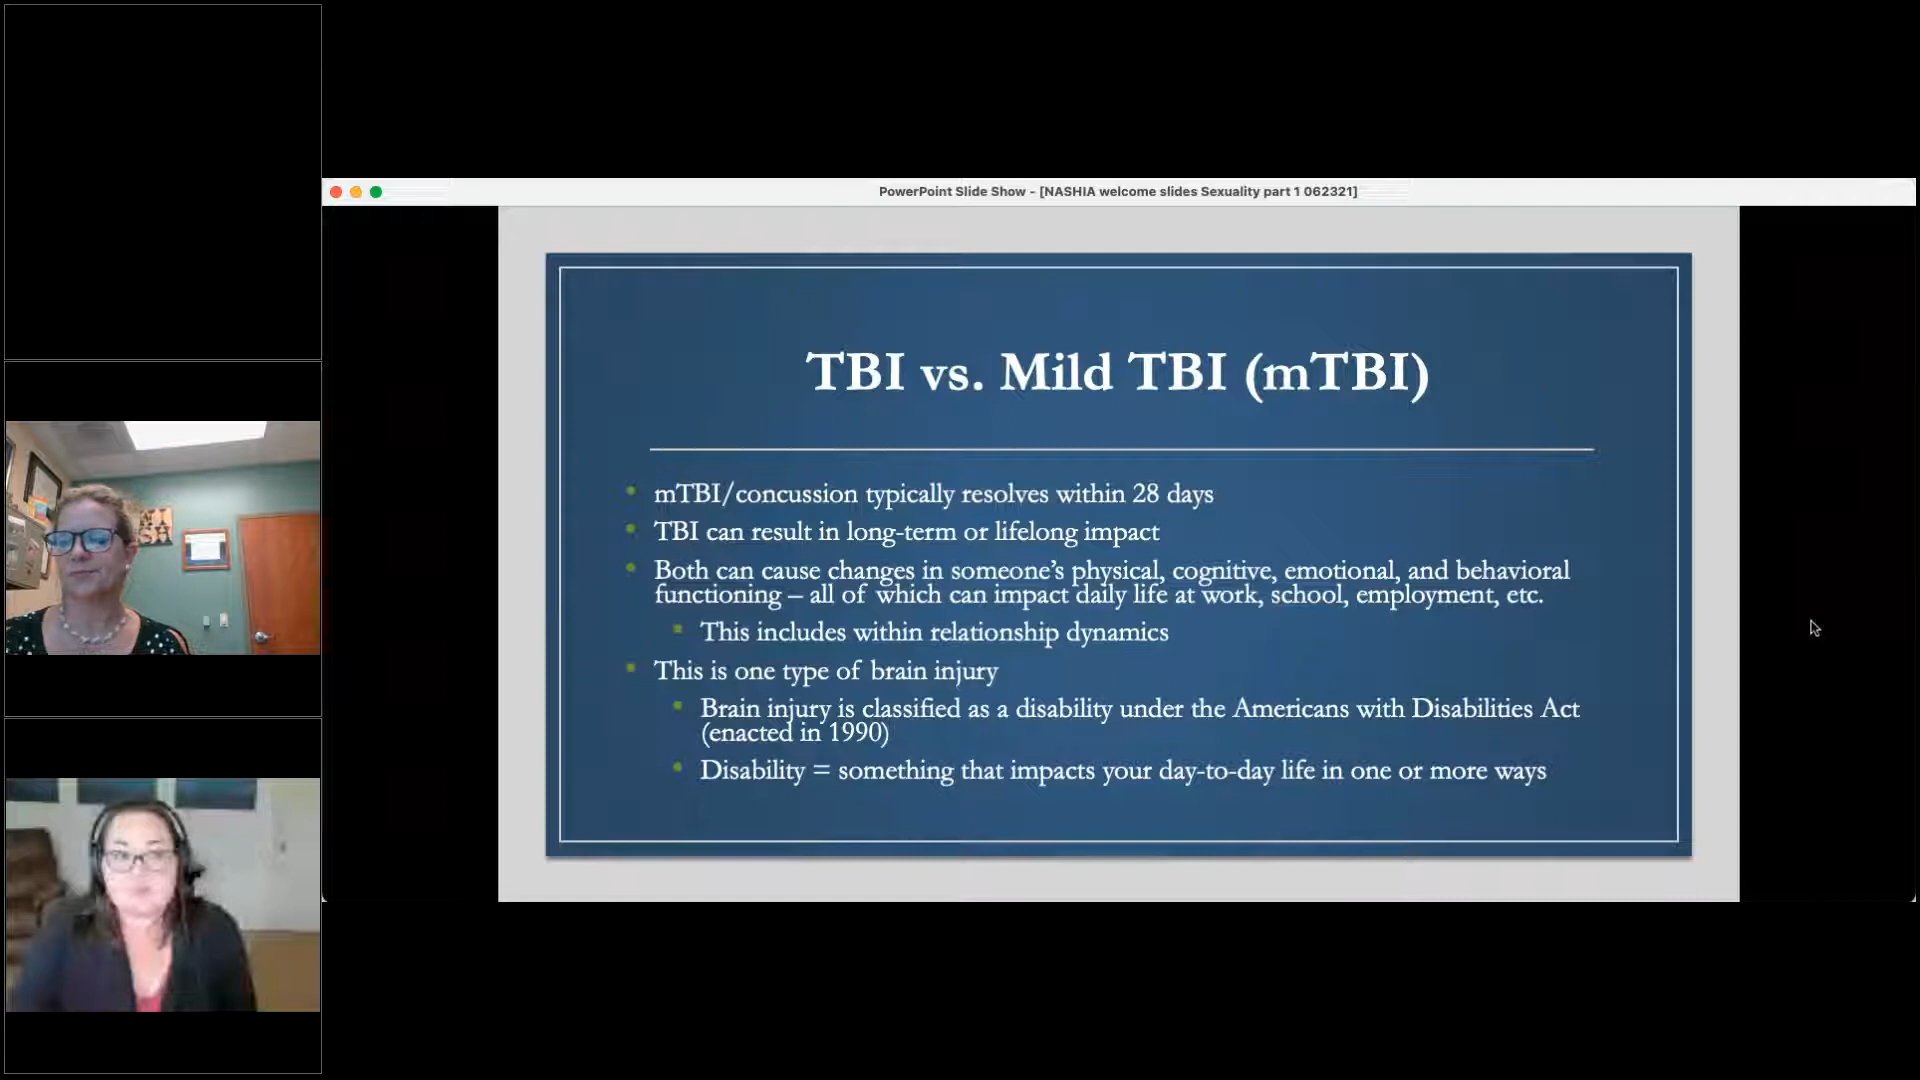 PowerPoint Slide Show - [NASHIA welcome slides Sexuality part 1 062321]
TBI vs. Mild TBI (mTBI)
mTBI/concussion typically resolves within 28 days
TBI can result in long-term or lifelong impact
Both can cause changes in someone’s physical, cognitive, emotional, and behavioral
functioning – all of which can impact daily life at work, school, employment, etc.
This includes within relationship dynamics
This is one type of brain injury
Brain injury is classified as a disability under the Americans with Disabilities Act
(enacted in 1990)
Disability = something that impacts your day-to-day life in one or more ways